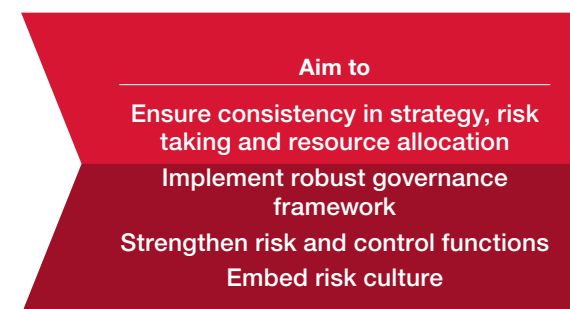 Aim to
Ensure consistency in strategy, risk
taking and resource allocation
Implement robust governance
framework
Strengthen risk and control functions
Embed risk culture